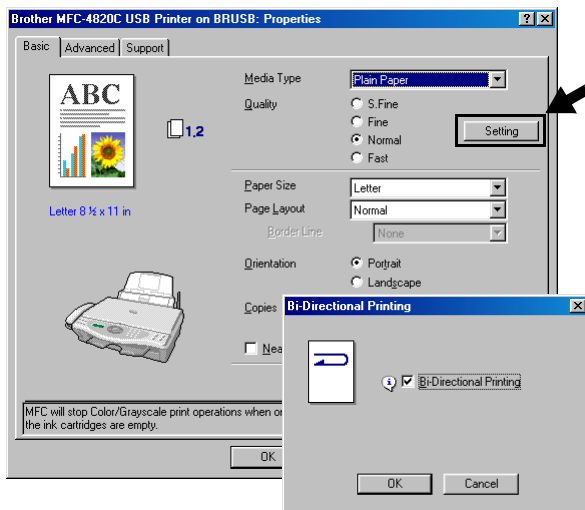 Brother MFC-4820C USB Printer on BRUSB: Properties
Basic Advanced Support
ABC
1.2
Letter 8 ½ x 11 in
Media Type Plain Paper
Quality S.Fine
Fine
Normal
Fast
Setting
Paper Size Letter
Page Layout Normal
Border Line None
Orientation Portrait
Landscape
Copies
MFC will stop Color/Grayscale print operations when
the ink cartridges are empty.
OK
Bi-Directional Printing
Bi-Directional Printing
OK Cancel